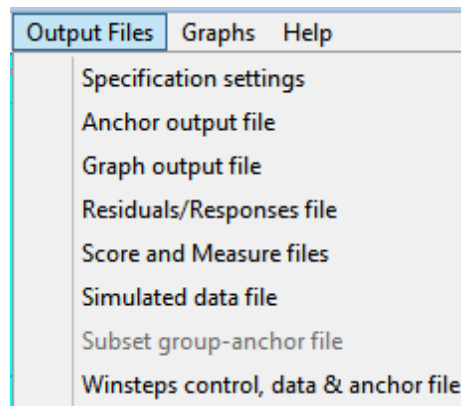 Output Files Graphs Help
Specification settings
Anchor output file
Graph output file
Residuals/Responses file
Score and Measure files
Simulated data file
Subset group-anchor file
Winsteps control, data & anchor file